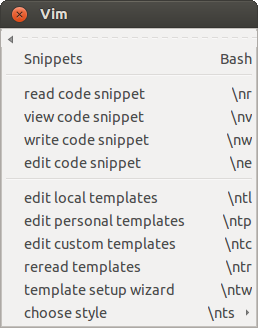 Vim
Snippets Bash
read code snippet \nr
view code snippet \nv
write code snippet \nw
edit code snippet \ne
edit local templates \ntl
edit personal templates \ntp
edit custom templates \ntc
reread templates \ntr
template setup wizard \ntw
choose style \nts